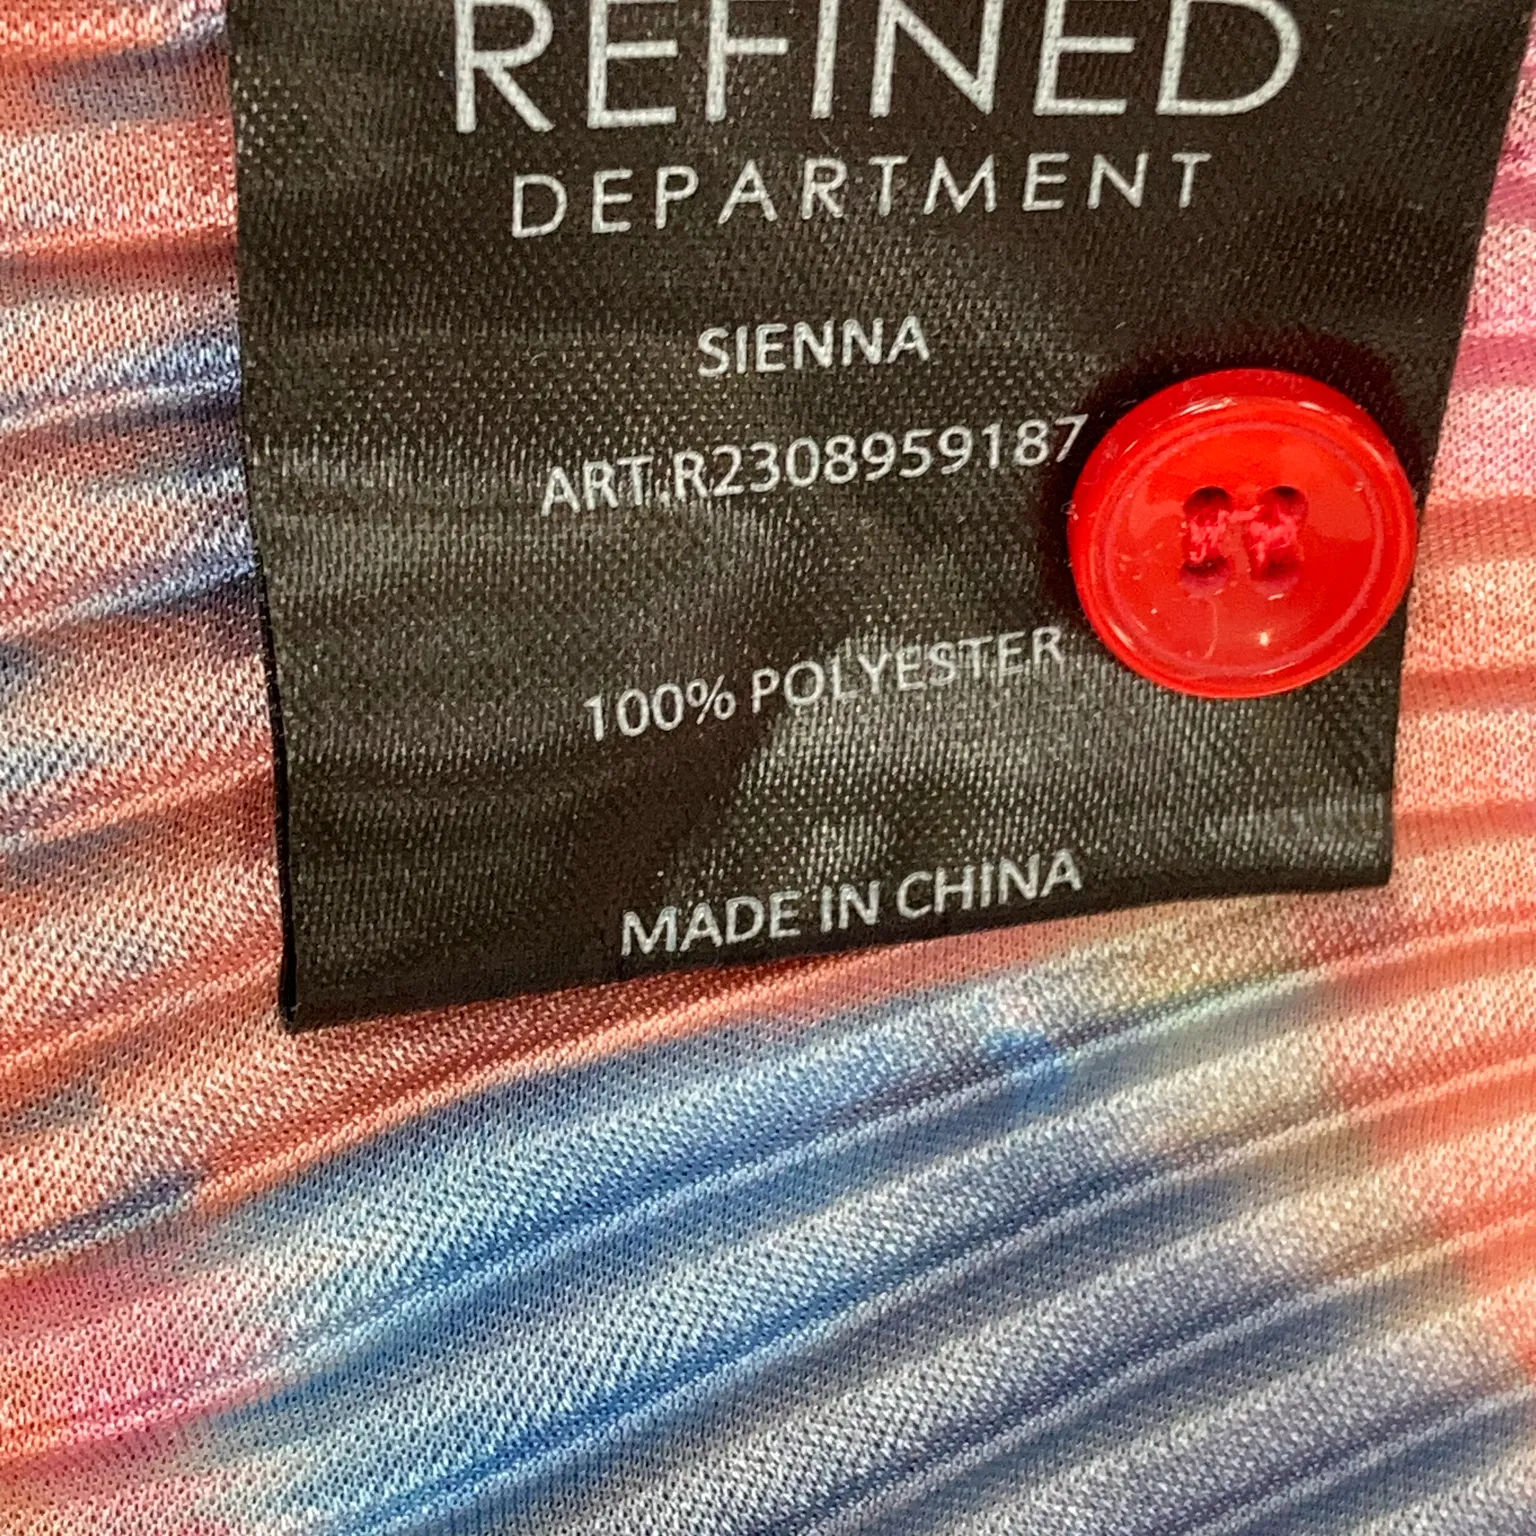 REFINED
DEPARTMENT
SIENNA
ART.R2308959187
100% POLYESTER
MADE IN CHINA